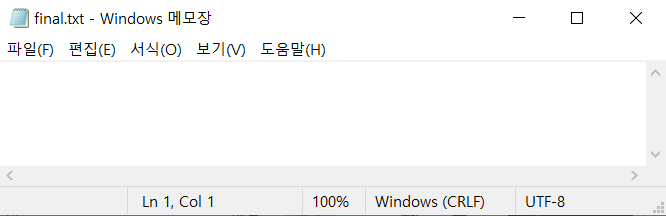 final.txt - Windows 메모장
파일(F) 편집(E) 서식(O) 보기(V) 도움말(H)
Ln 1, Col 1 100% Windows (CRLF) UTF-8